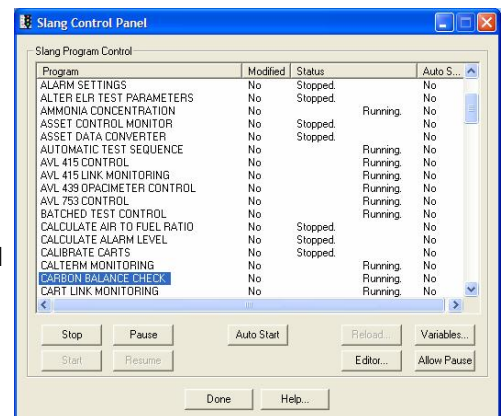 Slang Control Panel
Slang Program Control
Program Modified Status Auto S...
ALARM SETTINGS No Stopped. No
ALTER ELR TEST PARAMETERS No Stopped. No
AMMONIA CONCENTRATION No Running. No
ASSET CONTROL MONITOR No Stopped. No
ASSET DATA CONVERTER No Stopped. No
AUTOMATIC TEST SEQUENCE No Running. No
AVL 415 CONTROL No Running. No
AVL 415 LINK MONITORING No Running. No
AVL 439 OPACIMETER CONTROL No Running. No
AVL 753 CONTROL No Running. No
BATCHED TEST CONTROL No Running. No
CALCULATE AIR TO FUEL RATIO No Stopped. No
CALCULATE ALARM LEVEL No Stopped. No
CALIBRATE CARTS No Stopped. No
CALTERM MONITORING No Running. No
CARBON BALANCE CHECK No Running. No
CART LINK MONITORING No Running. No
Stop Pause Auto Start Reload... Variables...
Start Resume Editor... Allow Pause
Done Help...